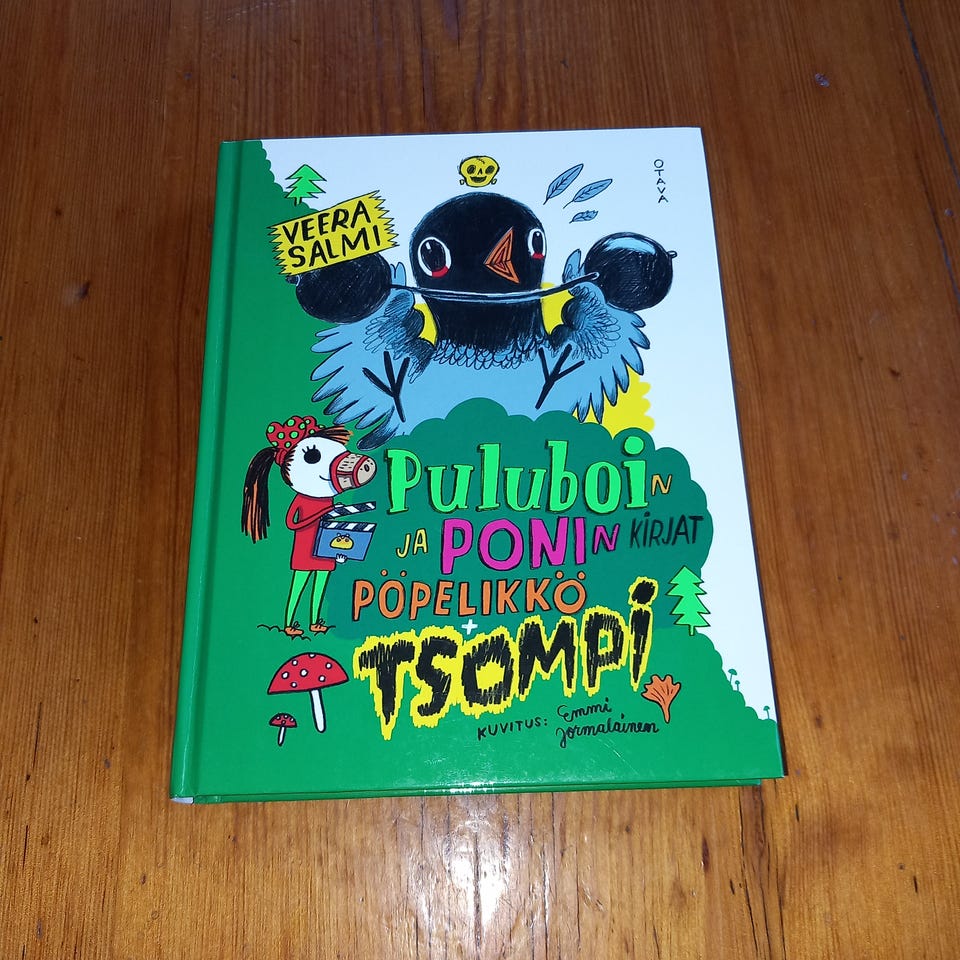 OTAVA
VEERA
SALMI
Puluboin
JA PONIN KIRJAT
PÖPELIKKÖ
+
TSOMPI
KUVITUS: Emmi
Jormalainen